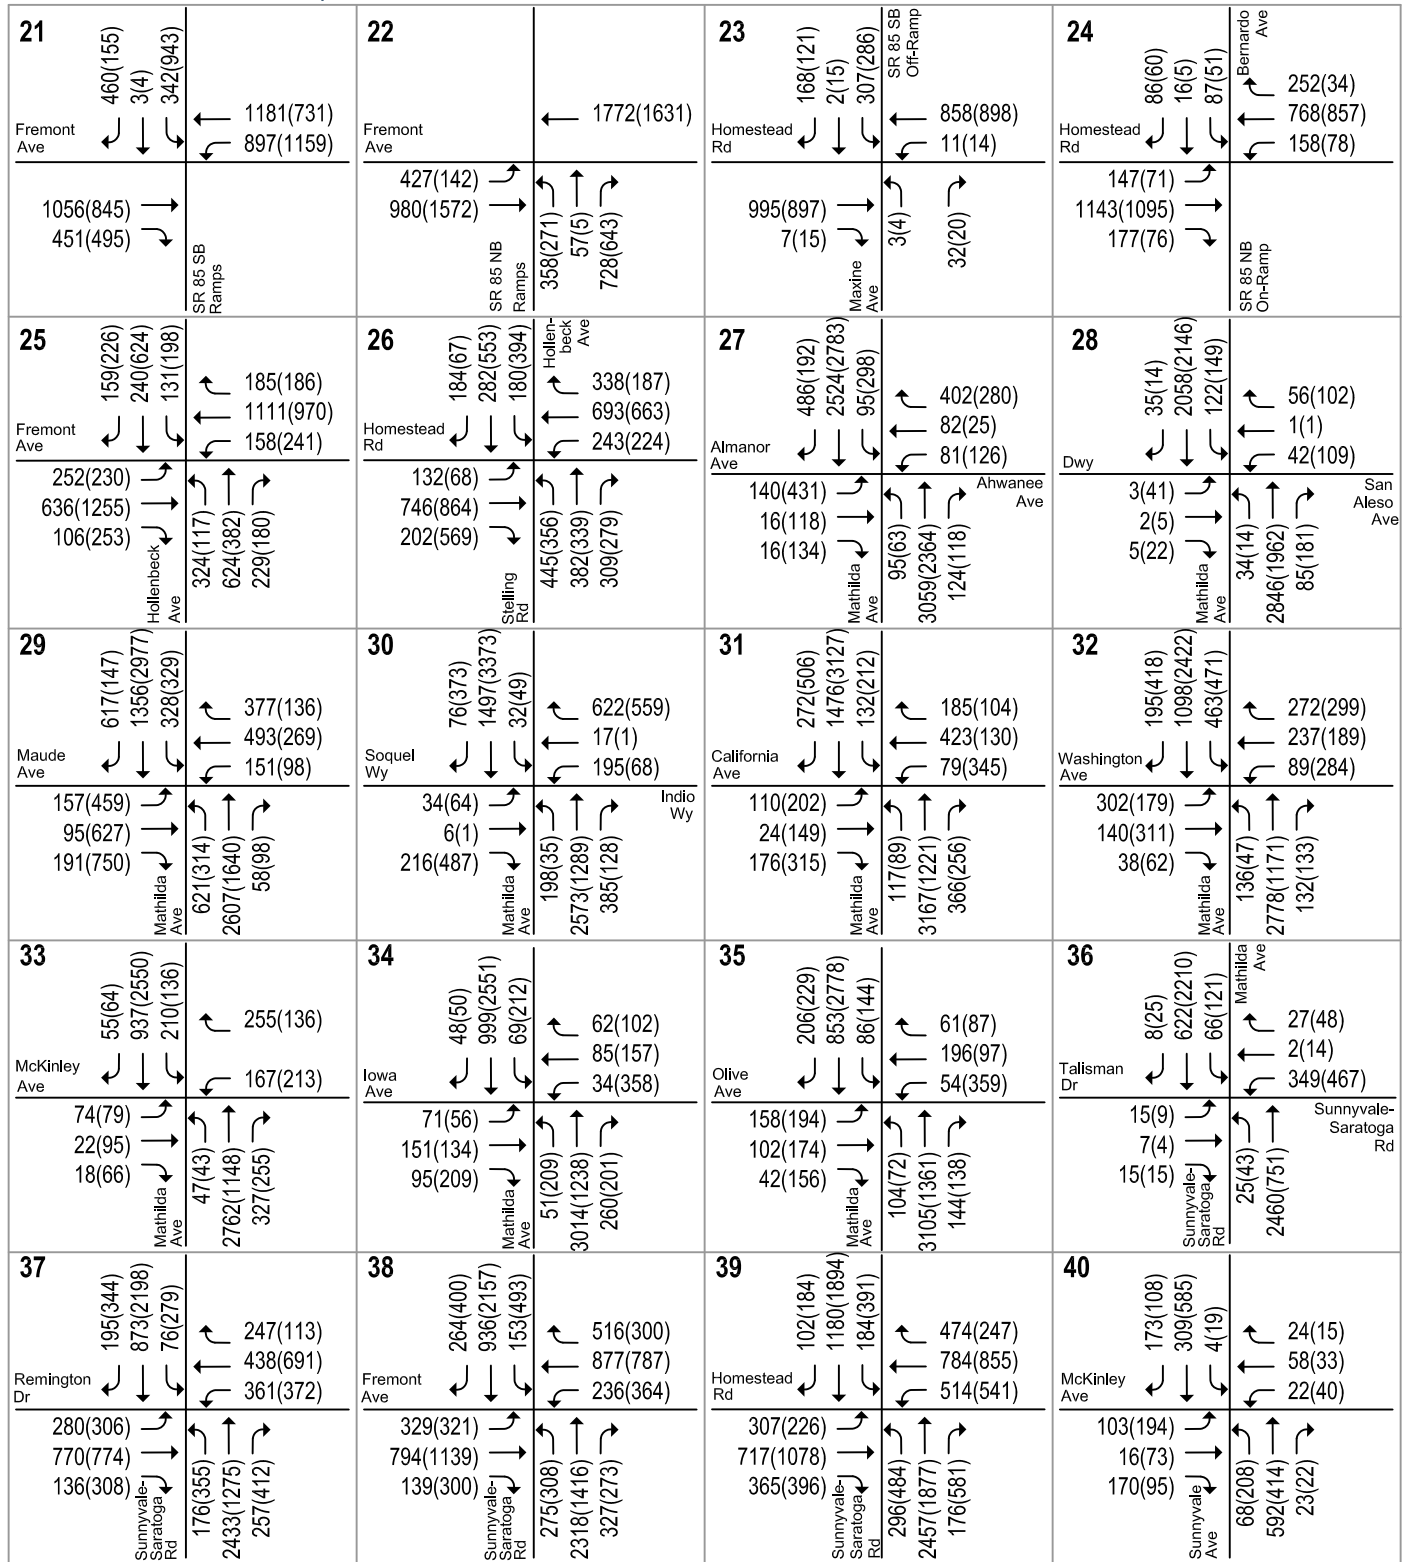 21
460(155)
3(4)
342(943)
1181(731)
897(1159)
Fremont
Ave
1056(845)
451(495)
SR 85 SB
Ramps
22
1772(1631)
Fremont
Ave
427(142)
980(1572)
SR 85 NB
Ramps
358(271)
57(5)
728(643)
23
168(121)
2(15)
307(286)
SR 85 SB
Off-Ramp
858(898)
11(14)
Homestead
Rd
995(897)
7(15)
Maxine
Ave
3(4)
32(20)
24
86(60)
16(5)
87(51)
Bernardo
Ave
252(34)
768(857)
158(78)
Homestead
Rd
147(71)
1143(1095)
177(76)
SR 85 NB
On-Ramp
25
159(226)
240(624)
131(198)
185(186)
1111(970)
158(241)
Fremont
Ave
252(230)
636(1255)
106(253)
Hollenbeck
Ave
324(117)
624(382)
229(180)
26
184(67)
282(553)
180(394)
Hollen-
beck
Ave
338(187)
693(663)
243(224)
Homestead
Rd
132(68)
746(864)
202(569)
Stelling
Rd
445(356)
382(339)
309(279)
27
486(192)
2524(2783)
95(298)
402(280)
82(25)
81(126)
Almanor
Ave
Ahwanee
Ave
140(431)
16(118)
16(134)
Mathilda
Ave
95(63)
3059(2364)
124(118)
28
35(14)
2058(2146)
122(149)
56(102)
1(1)
42(109)
Dwy
San
Aleso
Ave
3(41)
2(5)
5(22)
Mathilda
Ave
34(14)
2846(1962)
85(181)
29
617(147)
1356(2977)
328(329)
377(136)
493(269)
151(98)
Maude
Ave
157(459)
95(627)
191(750)
Mathilda
Ave
621(314)
2607(1640)
58(98)
30
76(373)
1497(3373)
32(49)
622(559)
17(1)
195(68)
Soquel
Wy
Indio
Wy
34(64)
6(1)
216(487)
Mathilda
Ave
198(35)
2573(1289)
385(128)
31
272(506)
1476(3127)
132(212)
185(104)
423(130)
79(345)
California
Ave
110(202)
24(149)
176(315)
Mathilda
Ave
117(89)
3167(1221)
366(256)
32
195(418)
1098(2422)
463(471)
272(299)
237(189)
89(284)
Washington
Ave
302(179)
140(311)
38(62)
Mathilda
Ave
136(47)
2778(1171)
132(133)
33
55(64)
937(2550)
210(136)
255(136)
167(213)
McKinley
Ave
74(79)
22(95)
18(66)
Mathilda
Ave
47(43)
2762(1148)
327(255)
34
48(50)
999(2551)
69(212)
62(102)
85(157)
34(358)
Iowa
Ave
71(56)
151(134)
95(209)
Mathilda
Ave
51(209)
3014(1238)
260(201)
35
206(229)
853(2778)
86(144)
61(87)
196(97)
54(359)
Olive
Ave
158(194)
102(174)
42(156)
Mathilda
Ave
104(72)
3105(1361)
144(138)
36
8(25)
622(2210)
66(121)
Mathilda
Ave
27(48)
2(14)
349(467)
Talisman
Dr
Sunnyvale-
Saratoga
Rd
15(9)
7(4)
15(15)
Sunnyvale-
Saratoga
Rd
25(43)
2460(751)
37
195(344)
873(2198)
76(279)
247(113)
438(691)
361(372)
Remington
Dr
280(306)
770(774)
136(308)
Sunnyvale-
Saratoga
Rd
176(355)
2433(1275)
257(412)
38
264(400)
936(2157)
153(493)
516(300)
877(787)
236(364)
Fremont
Ave
329(321)
794(1139)
139(300)
Sunnyvale-
Saratoga
Rd
275(308)
2318(1416)
327(273)
39
102(184)
1180(1894)
184(391)
474(247)
784(855)
514(541)
Homestead
Rd
307(226)
717(1078)
365(396)
Sunnyvale-
Saratoga
Rd
296(484)
2457(1877)
176(581)
40
173(108)
309(585)
4(19)
24(15)
58(33)
22(40)
McKinley
Ave
103(194)
16(73)
170(95)
Sunnyvale
Ave
68(208)
592(414)
23(22)